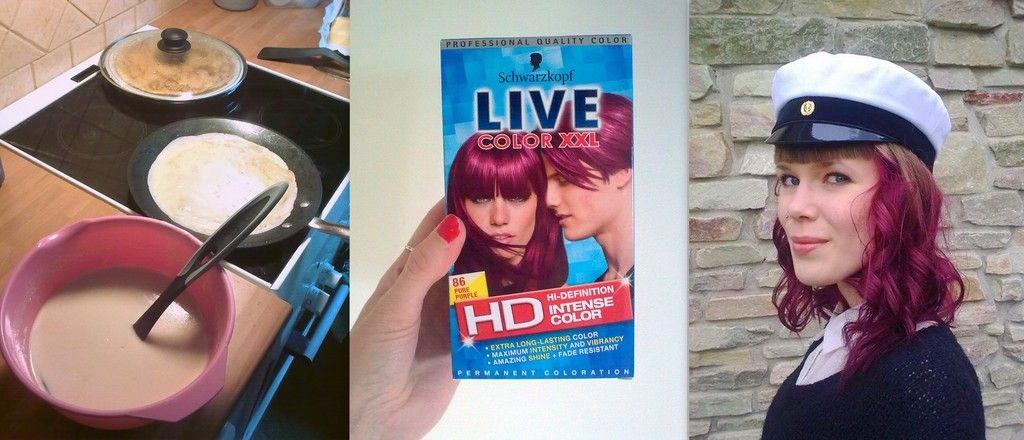 PROFESSIONAL QUALITY COLOR
Schwarzkopf
LIVE
COLOR XXL
86
PURE
PURPLE
HD HI-DEFINITION
INTENSE
COLOR
• EXTRA LONG-LASTING COLOR
• MAXIMUM INTENSITY AND VIBRANCY
• AMAZING SHINE + FADE RESISTANT
PERMANENT COLORATION